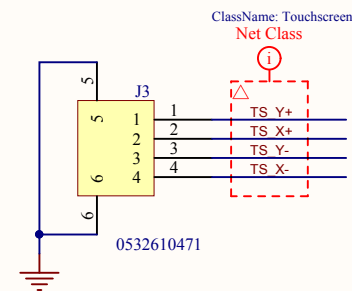 ClassName: Touchscreen
Net Class
i
5
J3
5
1
1
TS_Y+
2
2
TS_X+
3
3
TS_Y-
4
4
TS_X-
6
6
0532610471